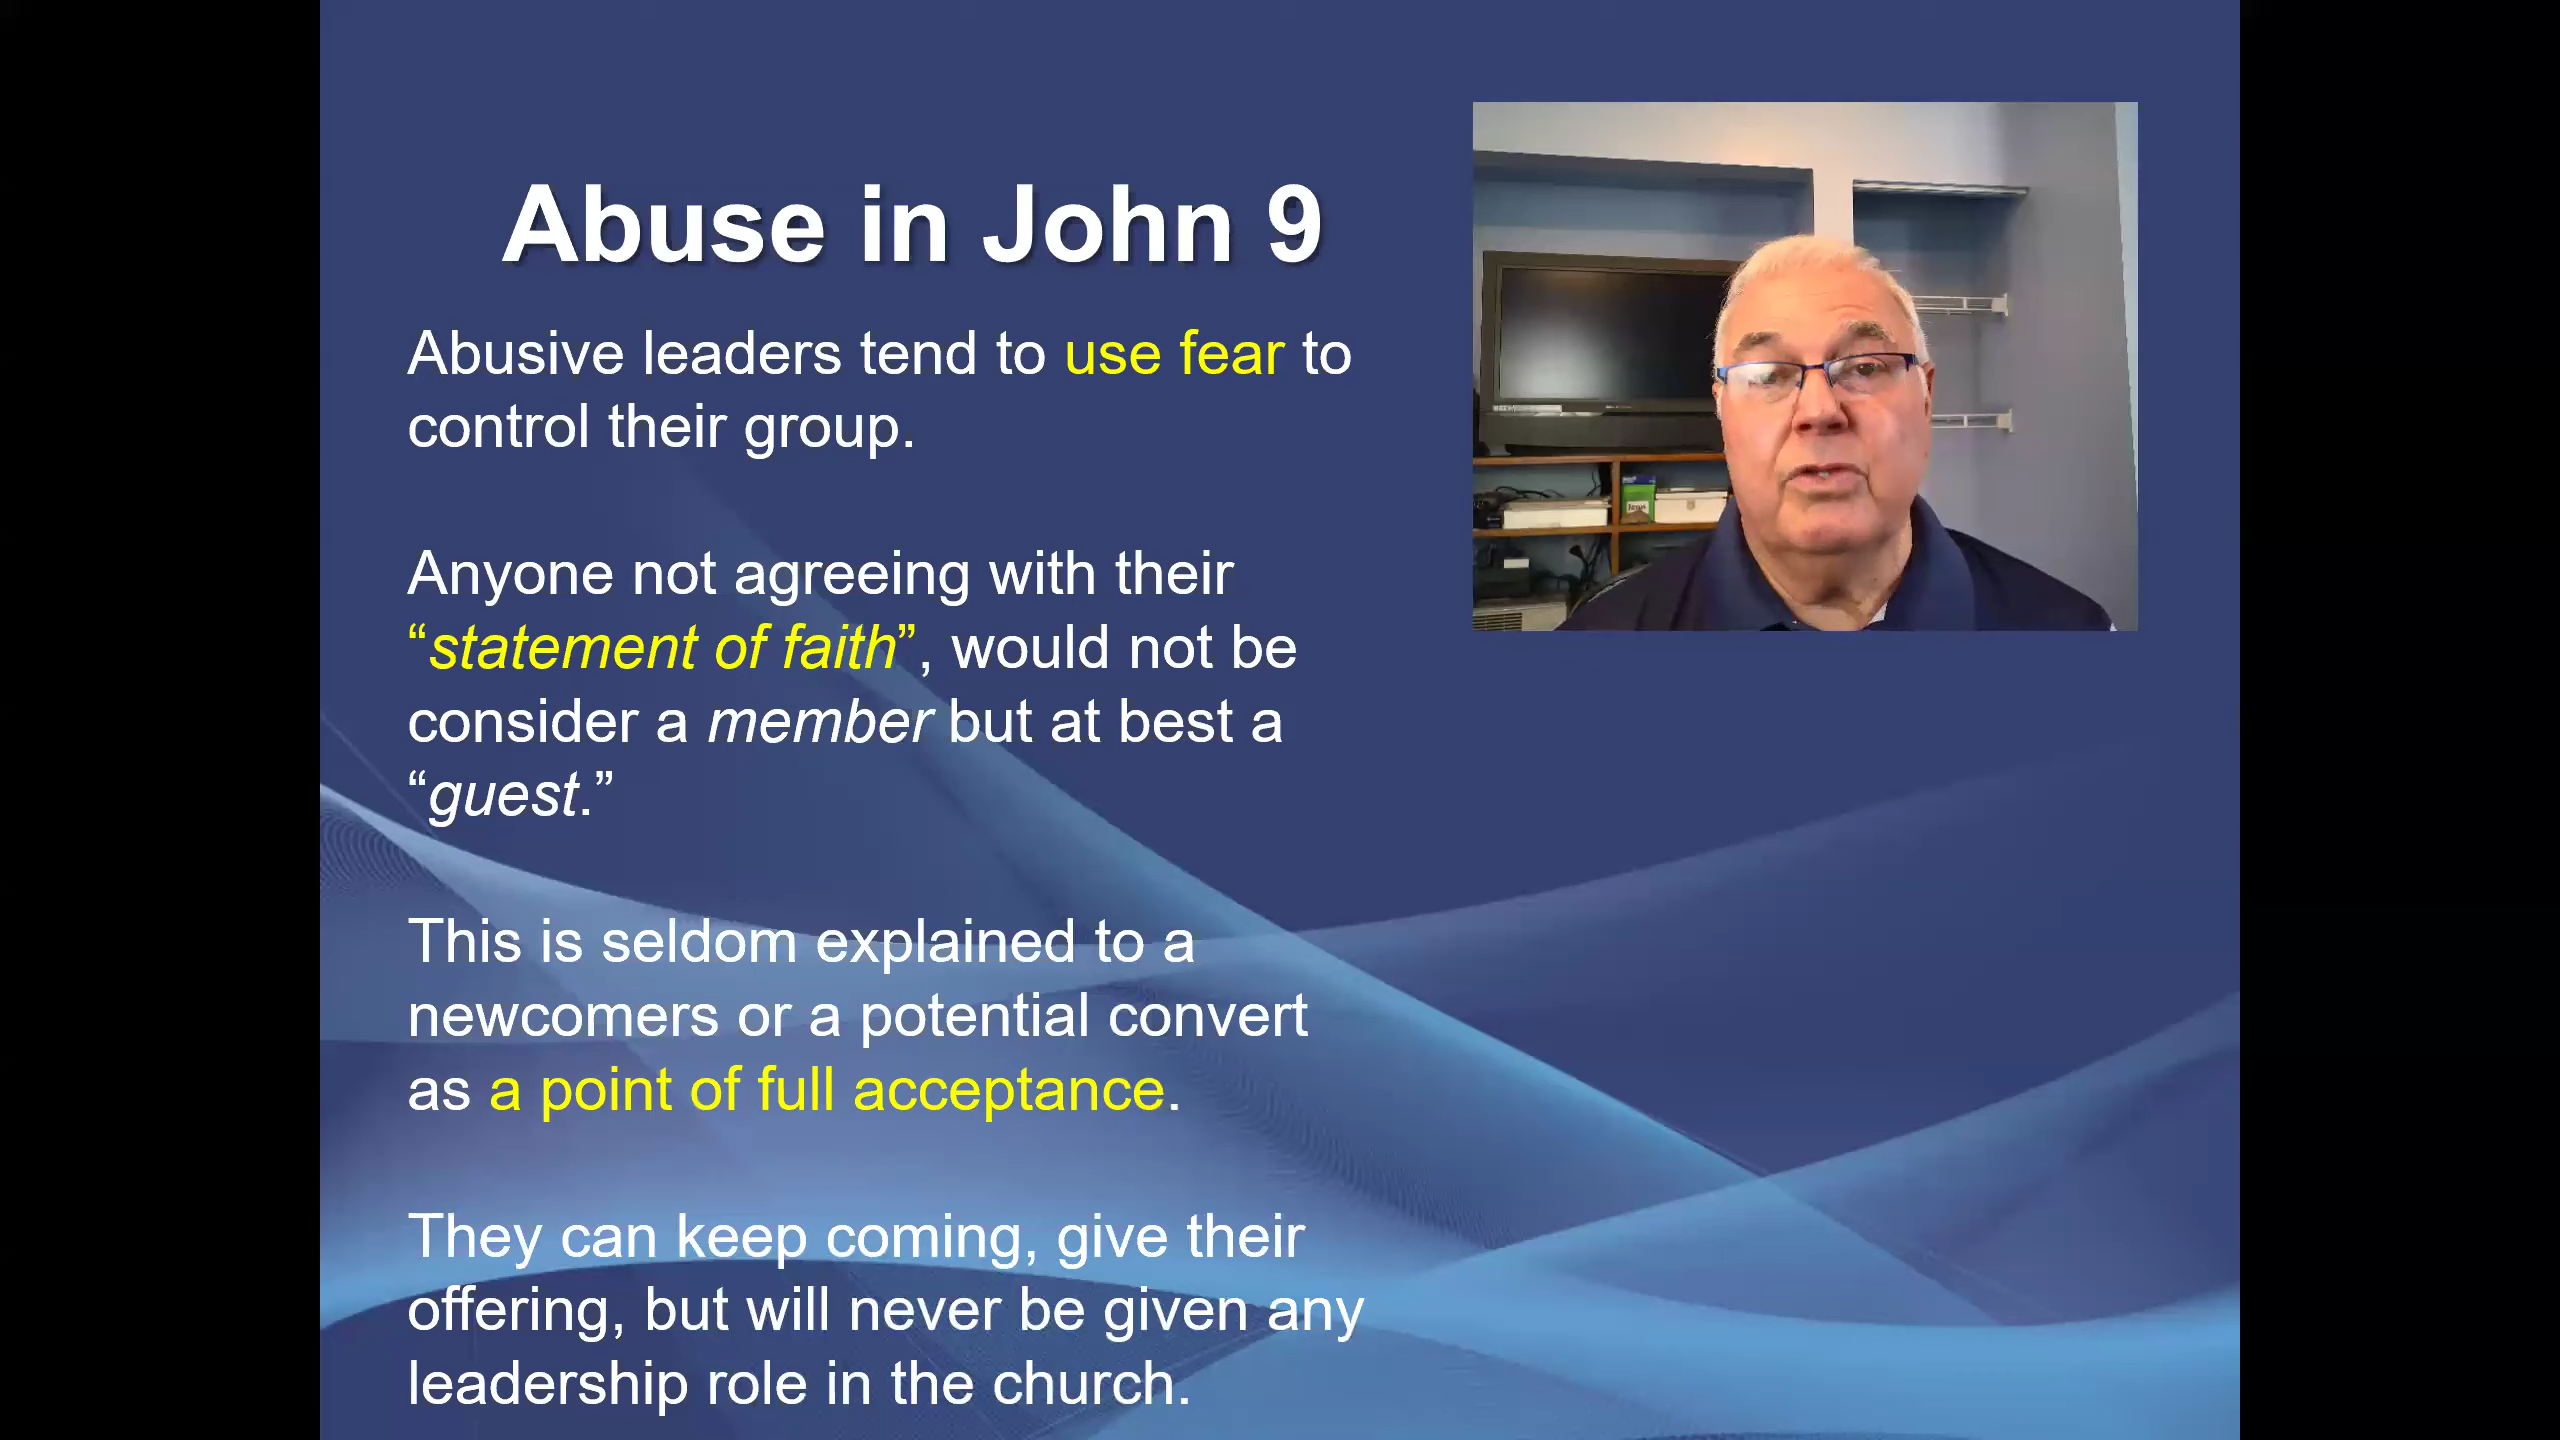 Abuse in John 9
Abusive leaders tend to use fear to
control their group.
Anyone not agreeing with their
“statement of faith”, would not be
consider a member but at best a
“guest.”
This is seldom explained to a
newcomers or a potential convert
as a point of full acceptance.
They can keep coming, give their
offering, but will never be given any
leadership role in the church.